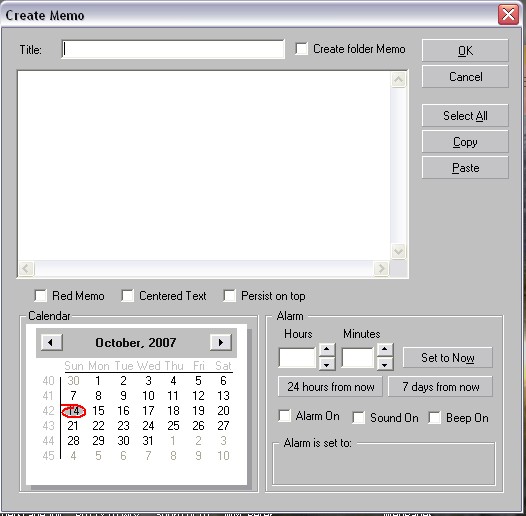 Create Memo
Title:
Create folder Memo
OK
Cancel
Select All
Copy
Paste
Red Memo
Centered Text
Persist on top
Calendar
October, 2007
Sun Mon Tue Wed Thu Fri Sat
40 30 1 2 3 4 5 6
41 7 8 9 10 11 12 13
42 14 15 16 17 18 19 20
43 21 22 23 24 25 26 27
44 28 29 30 31 1 2 3
45 4 5 6 7 8 9 10
Alarm
Hours Minutes
Set to Now
24 hours from now
7 days from now
Alarm On
Sound On
Beep On
Alarm is set to: